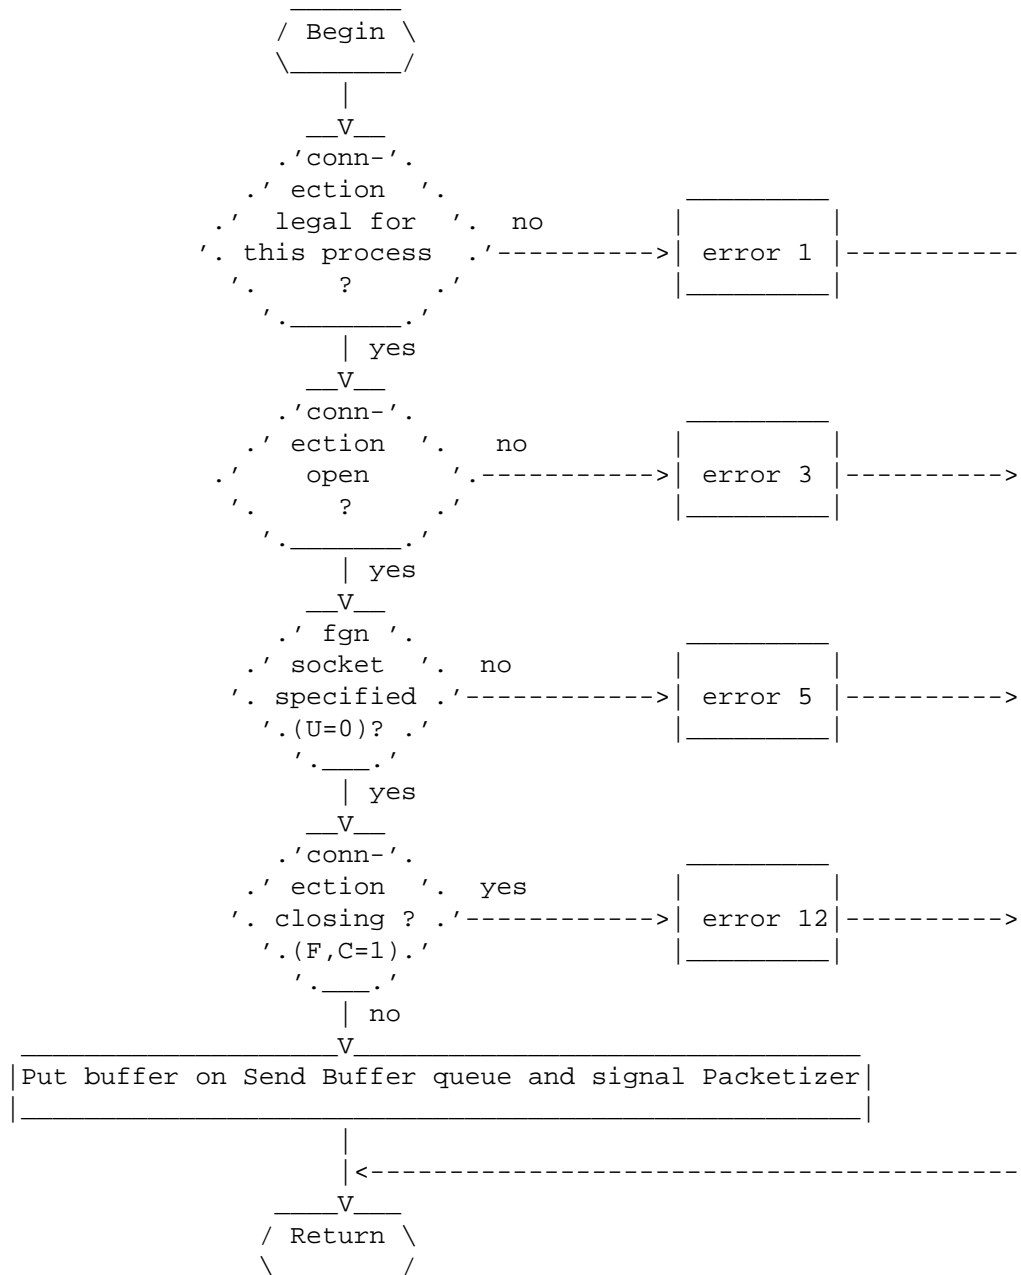 Begin
conn-
ection
legal for no
this process error 1
?
yes
conn-
ection no
open error 3
?
yes
fgn
socket no
specified error 5
(U=0)?
yes
conn-
ection yes
closing ? error 12
(F,C=1)
no
Put buffer on Send Buffer queue and signal Packetizer
Return